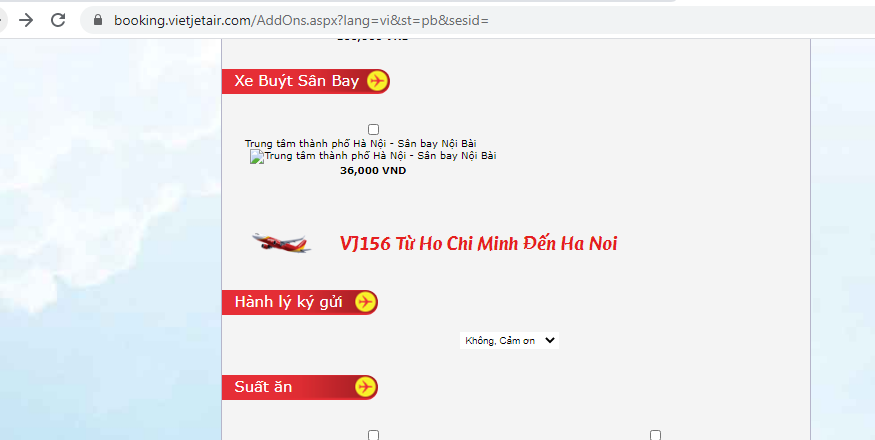 booking.vietjetair.com/AddOns.aspx?lang=vi&st=pb&sesid=
Xe Buýt Sân Bay
Trung tâm thành phố Hà Nội - Sân bay Nội Bài
Trung tâm thành phố Hà Nội - Sân bay Nội Bài
36,000 VND
VJ156 Từ Ho Chi Minh Đến Ha Noi
Hành lý ký gửi
Không, Cảm ơn
Suất ăn